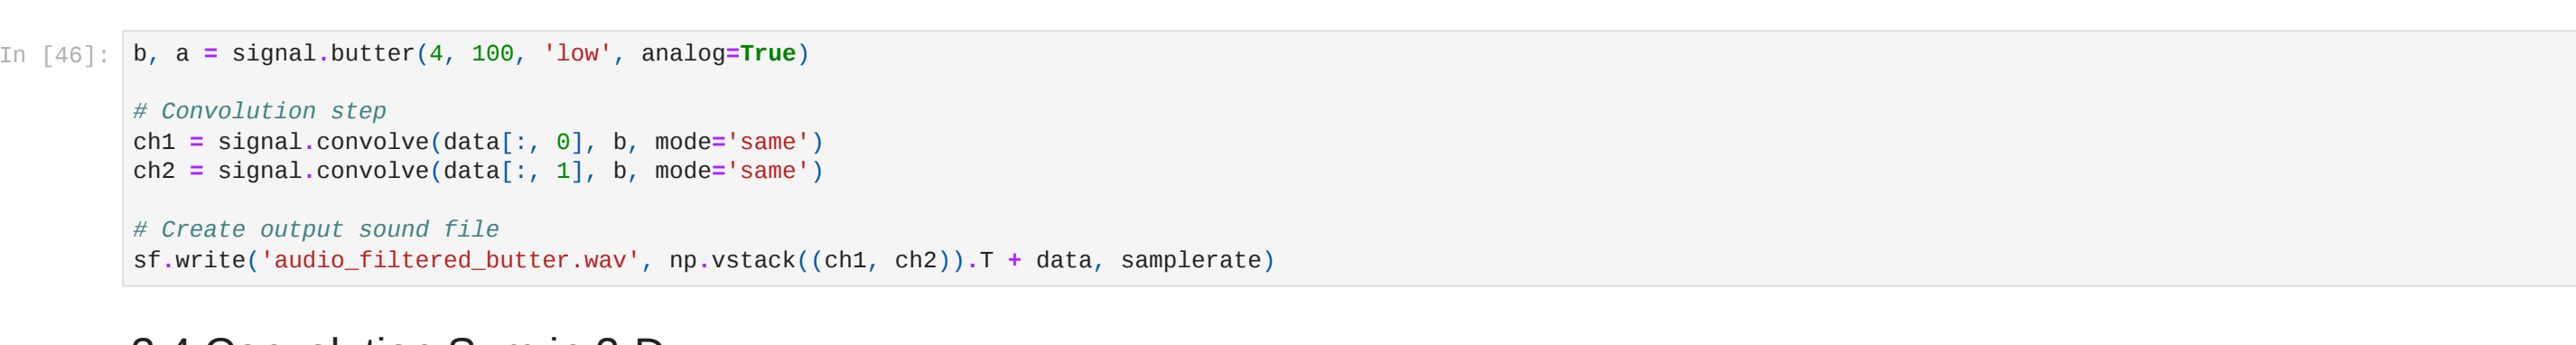 In [46]: b, a = signal.butter(4, 100, 'low', analog=True)
# Convolution step
ch1 = signal.convolve(data[:, 0], b, mode='same')
ch2 = signal.convolve(data[:, 1], b, mode='same')
# Create output sound file
sf.write('audio_filtered_butter.wav', np.vstack((ch1, ch2)).T + data, samplerate)